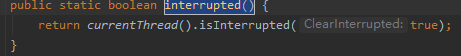 public static boolean interrupted() {
return currentThread().isInterrupted( ClearInterrupted: true);
}